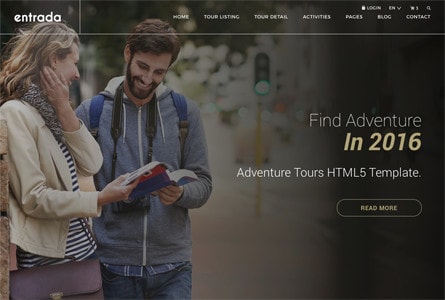 entrada
LOGIN EN 1
HOME TOUR LISTING TOUR DETAIL ACTIVITIES PAGES BLOG CONTACT
Find Adventure
In 2016
Adventure Tours HTML5 Template.
READ MORE